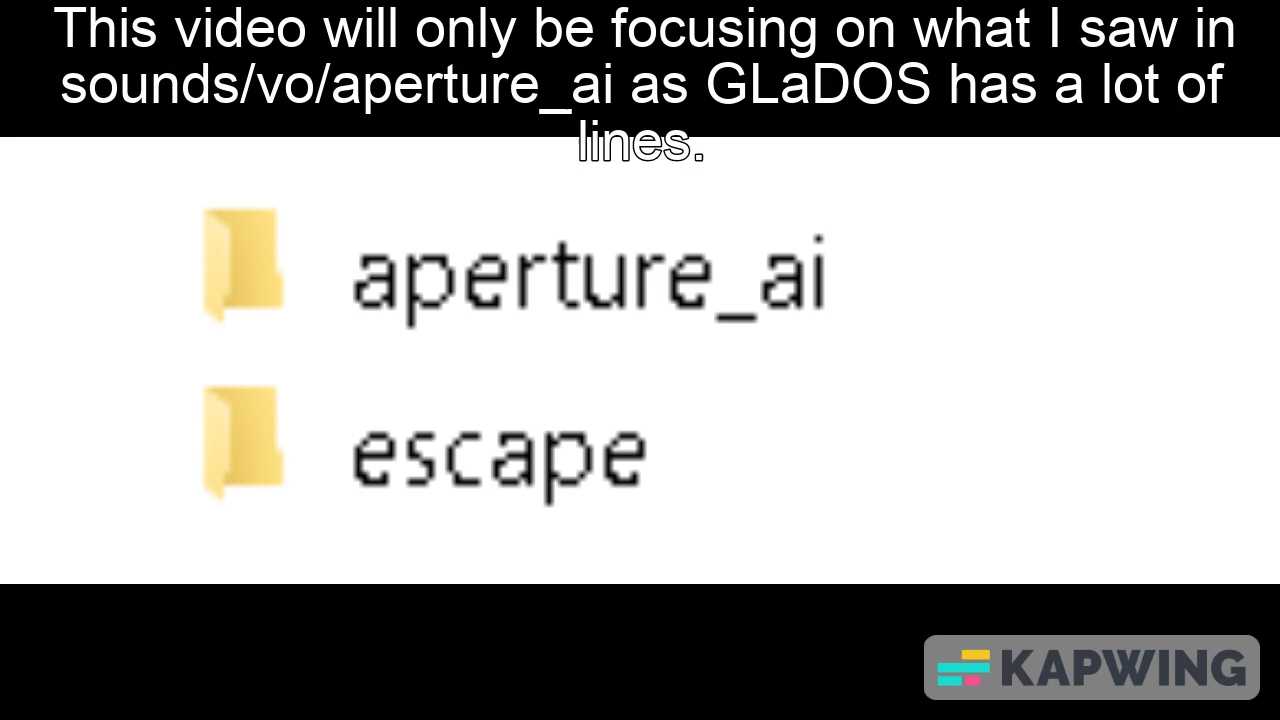 This video will only be focusing on what I saw in
sounds/vo/aperture_ai as GLaDOS has a lot of
lines.
aperture_ai
escape
KAPWING